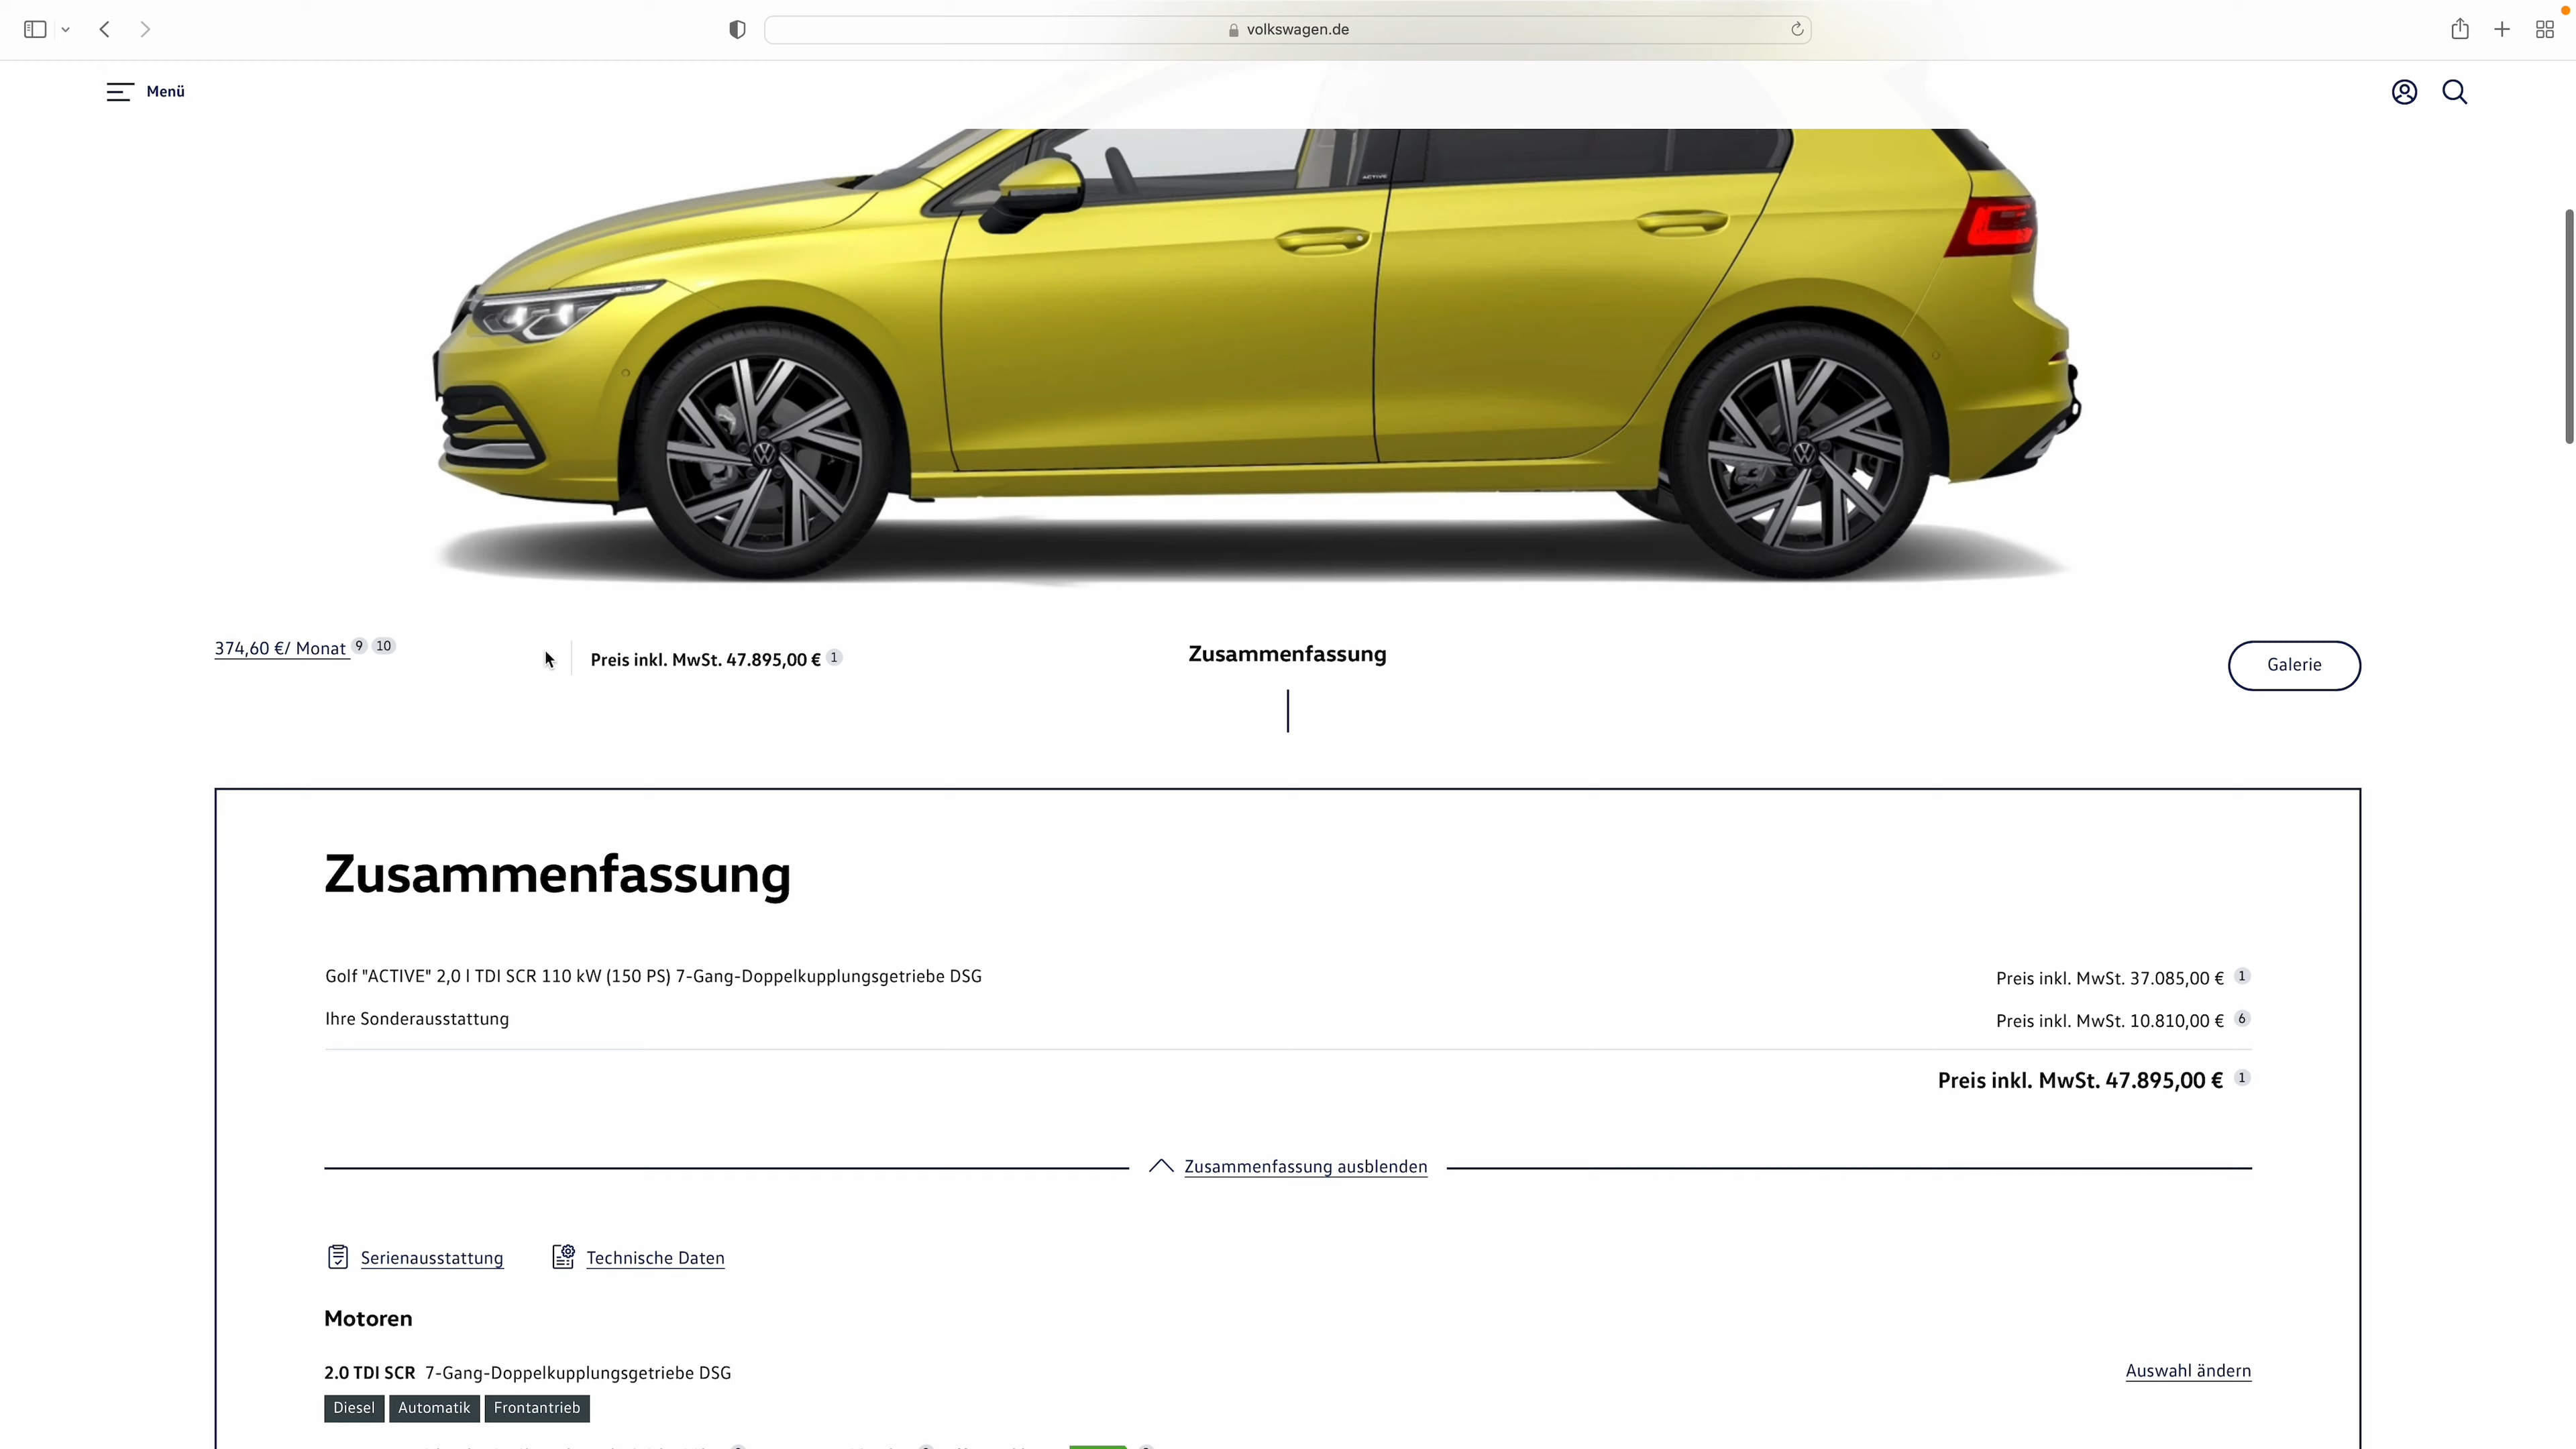 volkswagen.de
Menü
ACTIVE
374,60 €/ Monat 9 10
Preis inkl. MwSt. 47.895,00 € 1
Zusammenfassung
Galerie
Zusammenfassung
Golf "ACTIVE" 2,0 l TDI SCR 110 kW (150 PS) 7-Gang-Doppelkupplungsgetriebe DSG
Preis inkl. MwSt. 37.085,00 € 1
Ihre Sonderausstattung
Preis inkl. MwSt. 10.810,00 € 6
Preis inkl. MwSt. 47.895,00 € 1
Zusammenfassung ausblenden
Serienausstattung
Technische Daten
Motoren
2.0 TDI SCR 7-Gang-Doppelkupplungsgetriebe DSG
Auswahl ändern
Diesel Automatik Frontantrieb